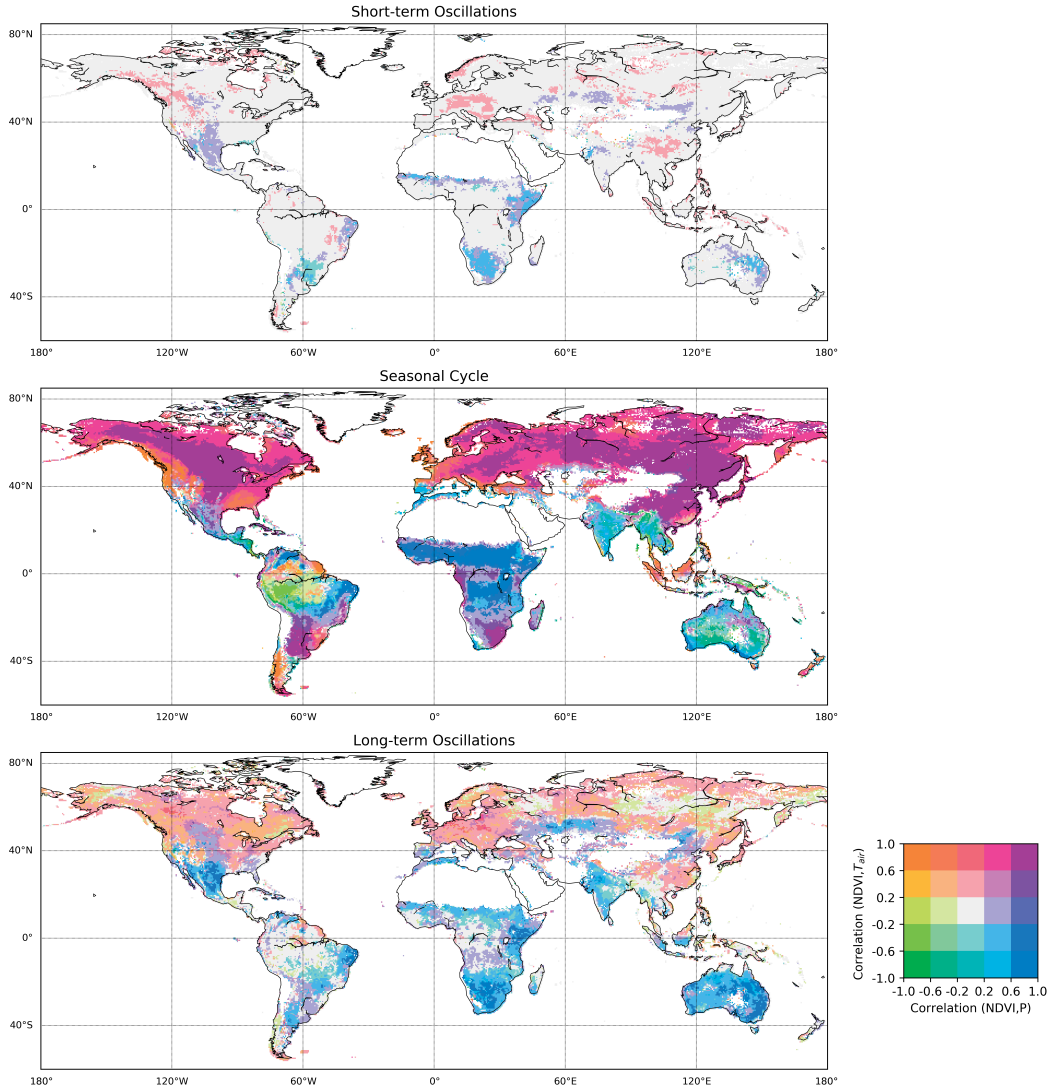 Short-term Oscillations
80°N
40°N
0°
40°S
180° 120°W 60°W 0° 60°E 120°E 180°
Seasonal Cycle
80°N
40°N
0°
40°S
180° 120°W 60°W 0° 60°E 120°E 180°
Long-term Oscillations
80°N
40°N
0°
40°S
180° 120°W 60°W 0° 60°E 120°E 180°
Correlation (NDVI,T_air)
1.0
0.6
0.2
-0.2
-0.6
-1.0
-1.0 -0.6 -0.2 0.2 0.6 1.0
Correlation (NDVI,P)